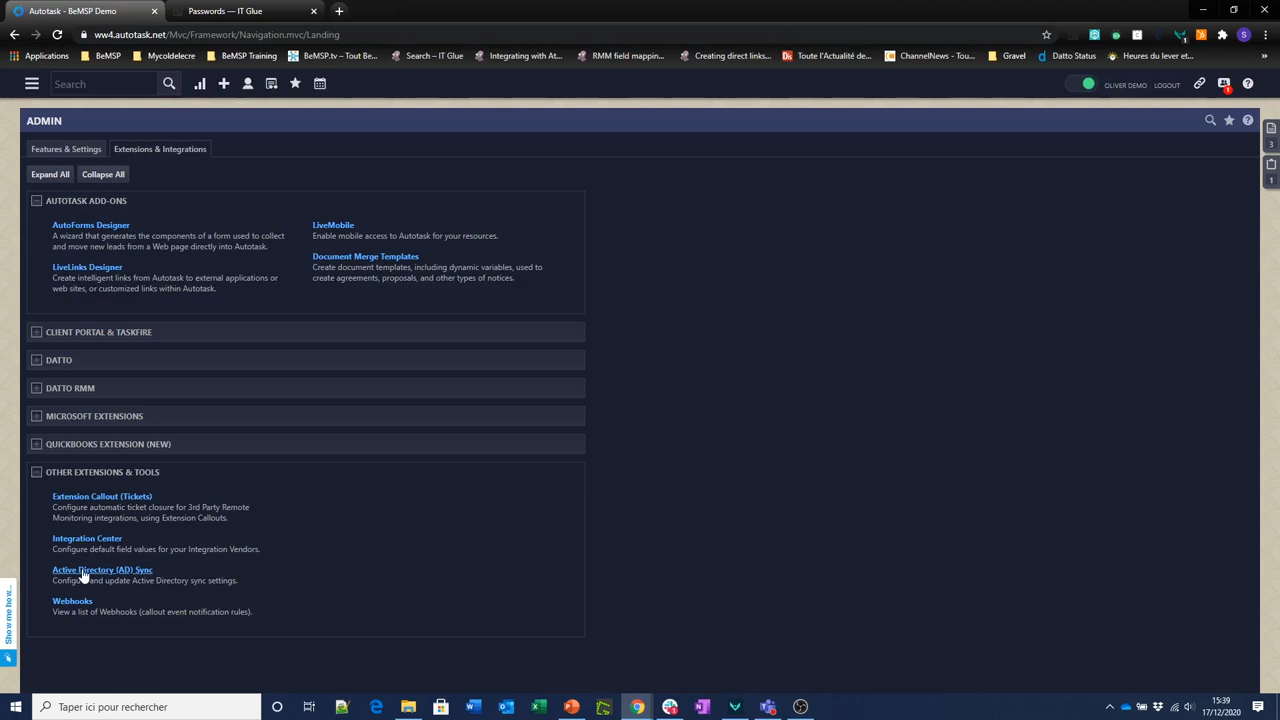 Autotask - BeMSP Demo
Passwords — IT Glue
ww4.autotask.net/Mvc/Framework/Navigation.mvc/Landing
Applications
BeMSP
Mycoldelecre
BeMSP Training
BeMSP.tv – Tout Be...
Search – IT Glue
Integrating with At...
RMM field mappin...
Creating direct links...
Toute l'Actualité de...
ChannelNews - Tou...
Gravel
Datto Status
Heures du lever et...
Search
OLIVER DEMO
LOGOUT
1
ADMIN
3
1
Features & Settings
Extensions & Integrations
Expand All
Collapse All
AUTOTASK ADD-ONS
AutoForms Designer
A wizard that generates the components of a form used to collect
and move new leads from a Web page directly into Autotask.
LiveLinks Designer
Create intelligent links from Autotask to external applications or
web sites, or customized links within Autotask.
LiveMobile
Enable mobile access to Autotask for your resources.
Document Merge Templates
Create document templates, including dynamic variables, used to
create agreements, proposals, and other types of notices.
CLIENT PORTAL & TASKFIRE
DATTO
DATTO RMM
MICROSOFT EXTENSIONS
QUICKBOOKS EXTENSION (NEW)
OTHER EXTENSIONS & TOOLS
Extension Callout (Tickets)
Configure automatic ticket closure for 3rd Party Remote
Monitoring integrations, using Extension Callouts.
Integration Center
Configure default field values for your Integration Vendors.
Active Directory (AD) Sync
Configure and update Active Directory sync settings.
Webhooks
View a list of Webhooks (callout event notification rules).
Show me how...
Taper ici pour rechercher
15:39
17/12/2020